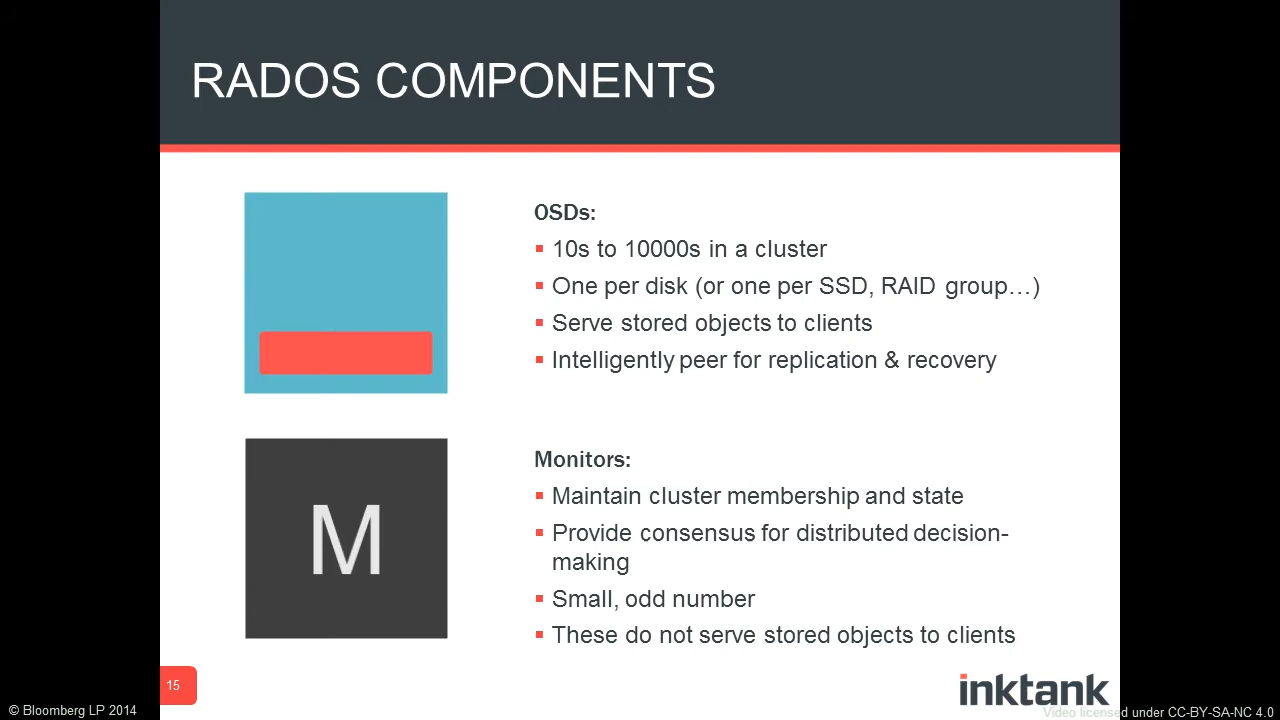 RADOS COMPONENTS
OSDs:
10s to 10000s in a cluster
One per disk (or one per SSD, RAID group…)
Serve stored objects to clients
Intelligently peer for replication & recovery
M
Monitors:
Maintain cluster membership and state
Provide consensus for distributed decision-
making
Small, odd number
These do not serve stored objects to clients
15
inktank
© Bloomberg LP 2014
Video licensed under CC-BY-SA-NC 4.0